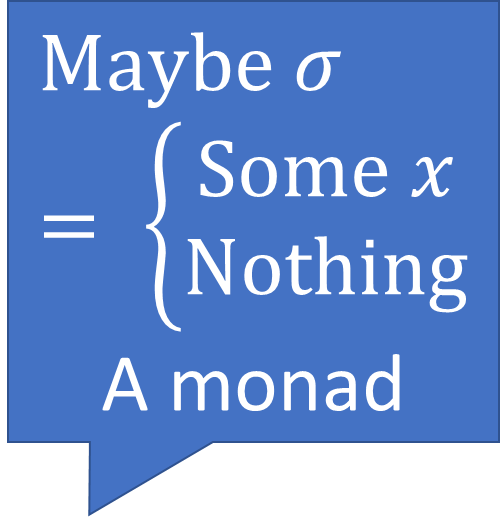 Maybe σ
= { Some x
Nothing
A monad